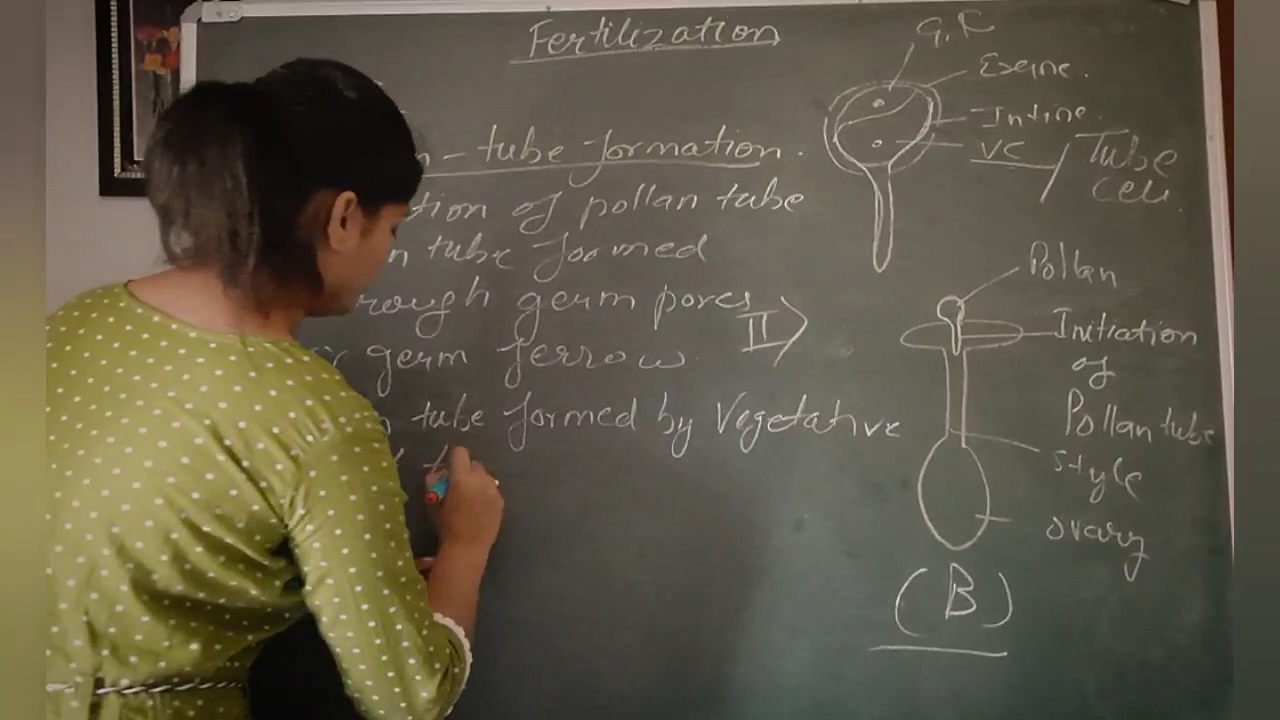 Fertilization
- tube formation.
tion of pollan tube
n tube formed
rough germ pores
germ ferrow
tube formed by Vegetative
II
Exine.
Intine.
VC / Tube
Cell.
Pollan
Initiation
of
Pollan tube
style
ovary
(B)